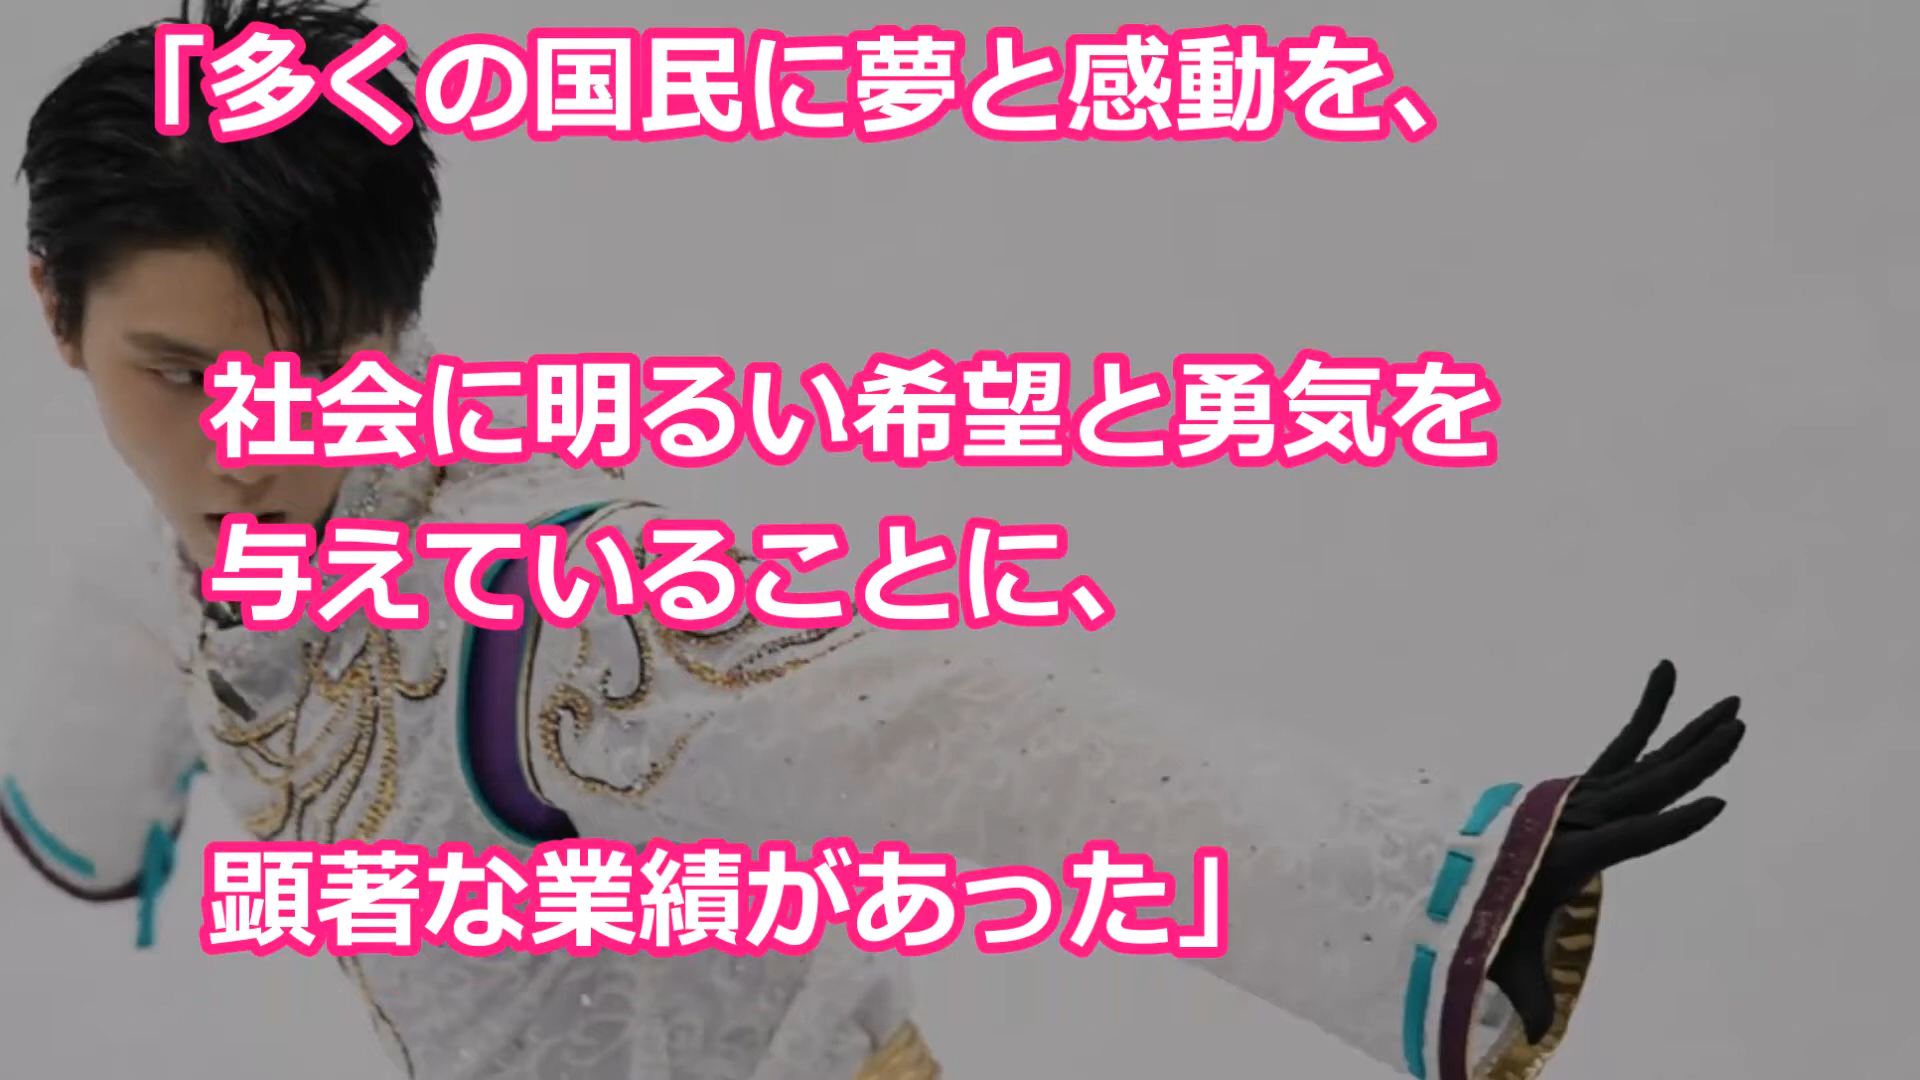 「多くの国民に夢と感動を、
社会に明るい希望と勇気を
与えていることに、
顕著な業績があった」